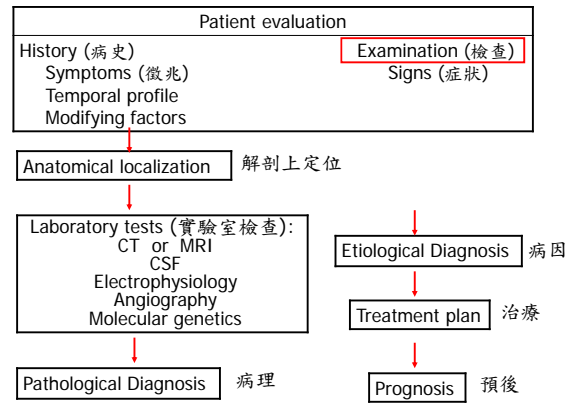 Patient evaluation
History (病史)
Symptoms (徵兆)
Temporal profile
Modifying factors
Examination (檢查)
Signs (症狀)
Anatomical localization 解剖上定位
Laboratory tests (實驗室檢查):
CT or MRI
CSF
Electrophysiology
Angiography
Molecular genetics
Pathological Diagnosis 病理
Etiological Diagnosis 病因
Treatment plan 治療
Prognosis 預後